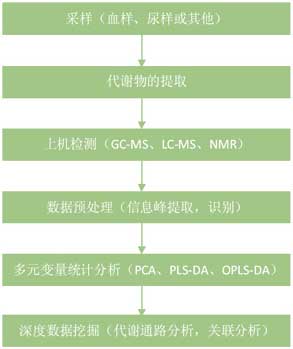 采样（血样、尿样或其他）
代谢物的提取
上机检测（GC-MS、LC-MS、NMR）
数据预处理（信息峰提取，识别）
多元变量统计分析（PCA、PLS-DA、OPLS-DA）
深度数据挖掘（代谢通路分析，关联分析）